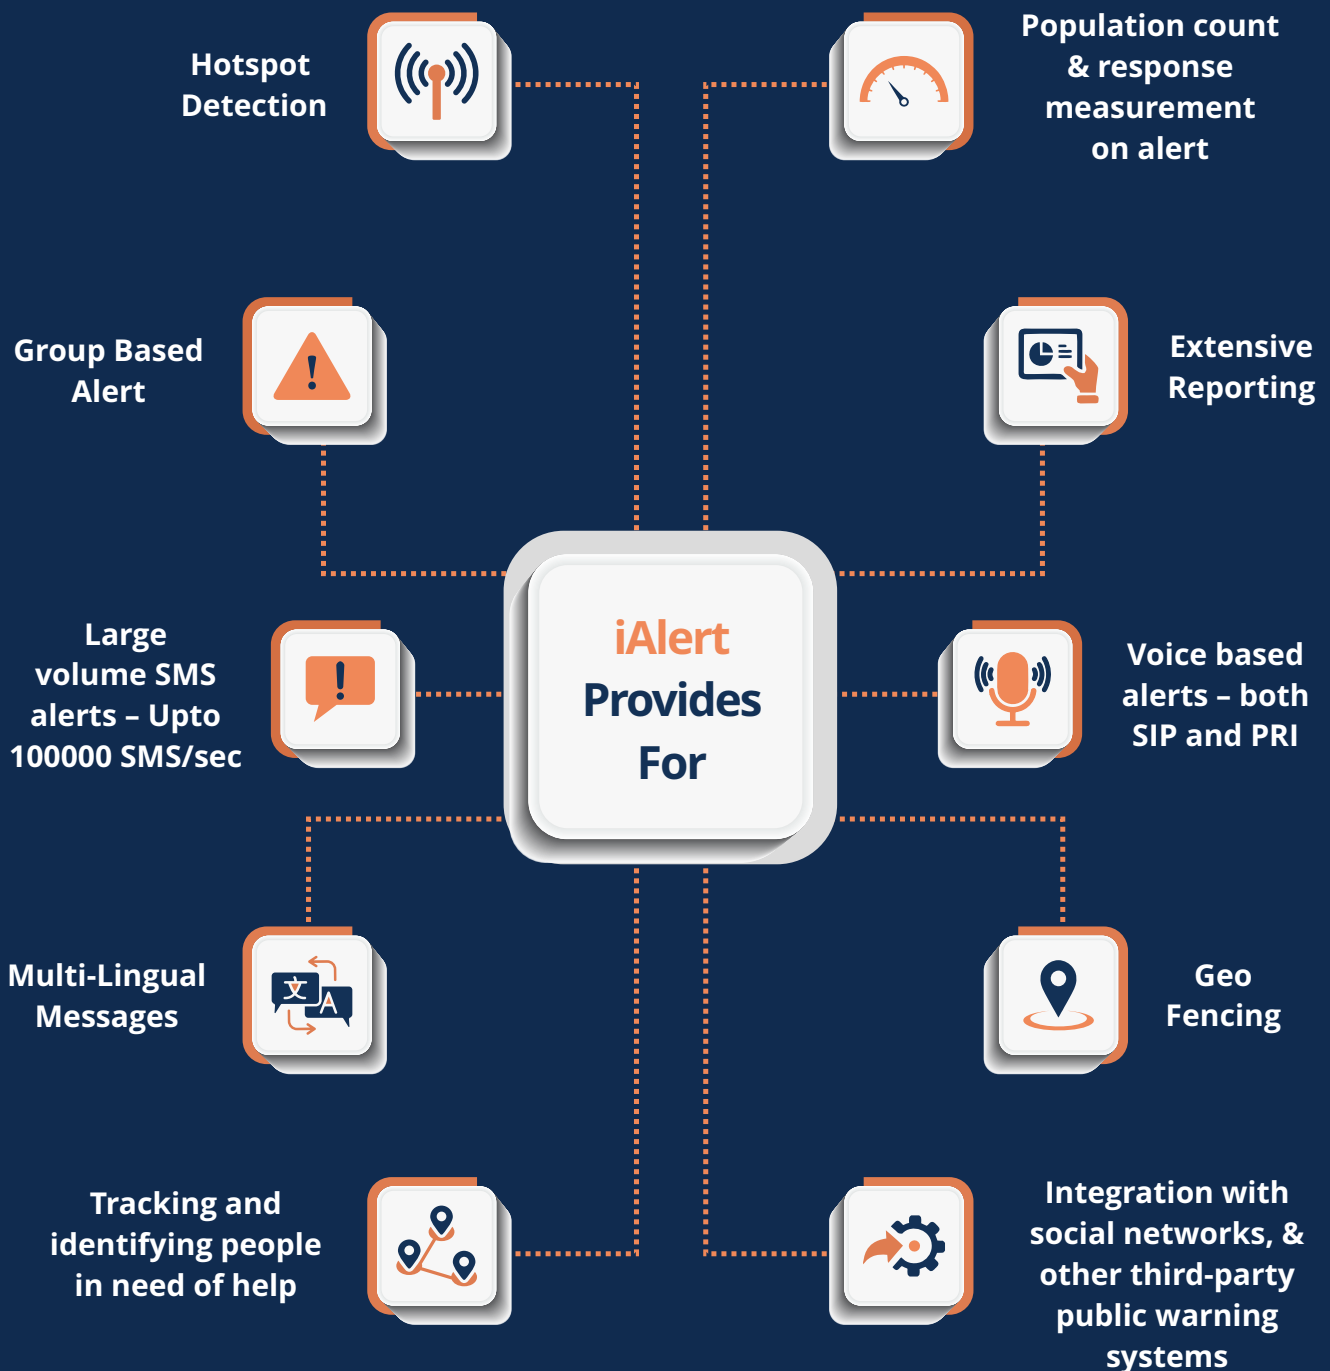 Hotspot
Detection
Population count
& response
measurement
on alert
Group Based
Alert
Extensive
Reporting
iAlert
Provides
For
Large
volume SMS
alerts – Upto
100000 SMS/sec
Voice based
alerts – both
SIP and PRI
Multi-Lingual
Messages
文
A
Geo
Fencing
Tracking and
identifying people
in need of help
Integration with
social networks, &
other third-party
public warning
systems